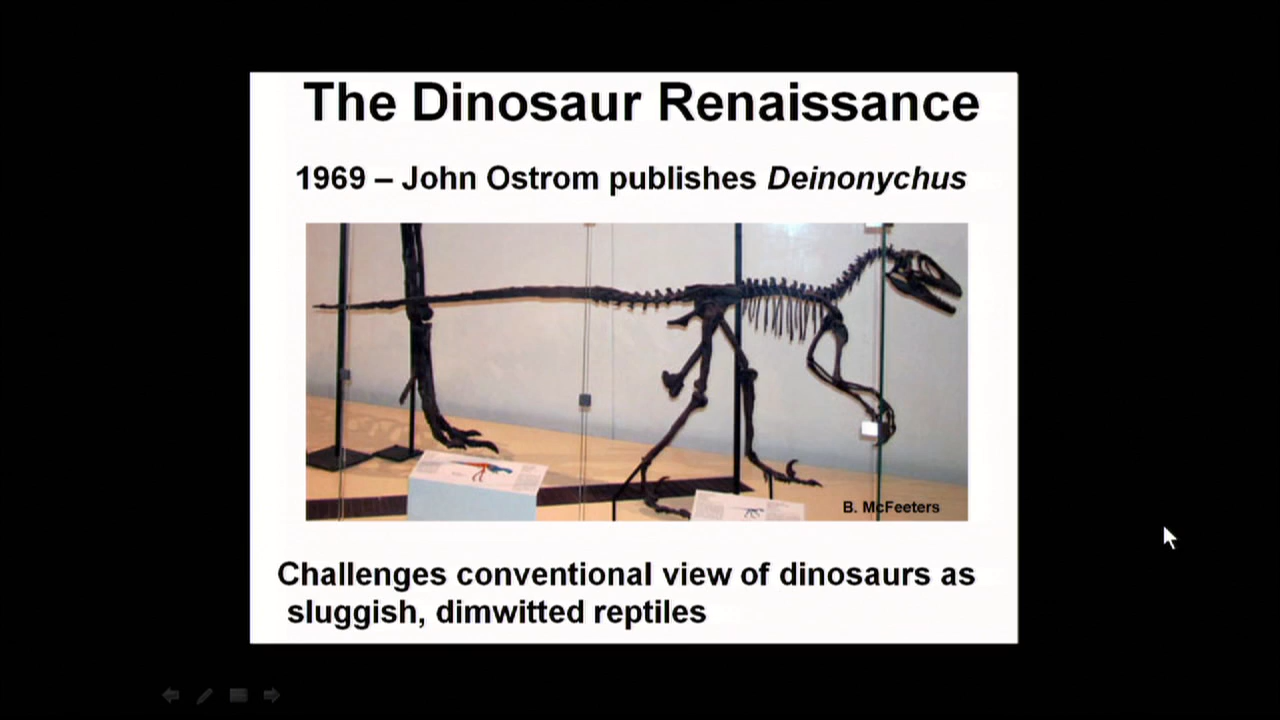 The Dinosaur Renaissance
1969 – John Ostrom publishes Deinonychus
B. McFeeters
Challenges conventional view of dinosaurs as
sluggish, dimwitted reptiles